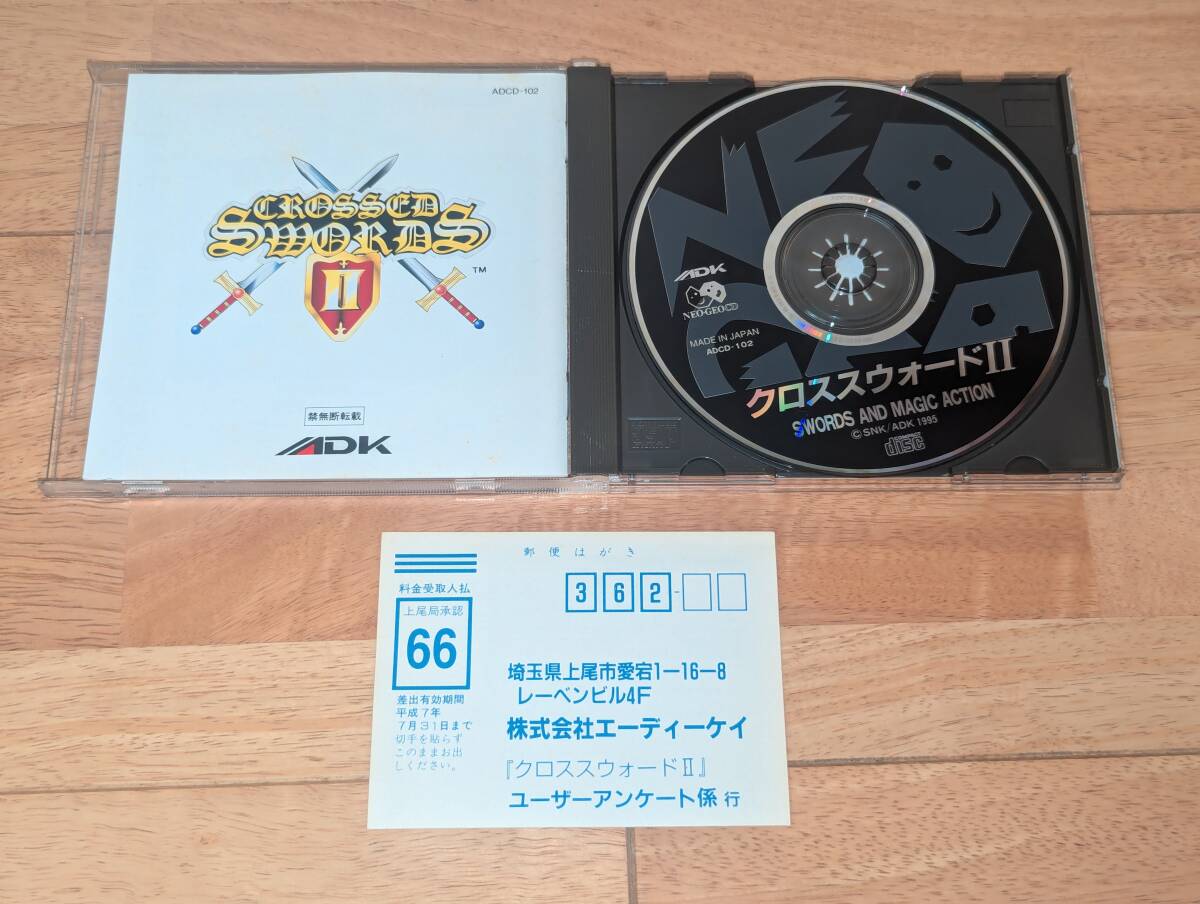 ADCD-102
CROSSED
SWORDS
II
TM
禁無断転載
ADK
NEO
GEO
ADK
NEO・GEO CD
MADE IN JAPAN
ADCD-102
クロススウォードII
SWORDS AND MAGIC ACTION
©SNK/ADK 1995
COMPACT
disc
郵便はがき
料金受取人払
上尾局承認
66
差出有効期間
平成7年
7月31日まで
切手を貼らず
このままお出
しください。
362-
埼玉県上尾市愛宕1-16-8
レーベンビル4F
株式会社エーディーケイ
『クロススウォードII』
ユーザーアンケート係 行